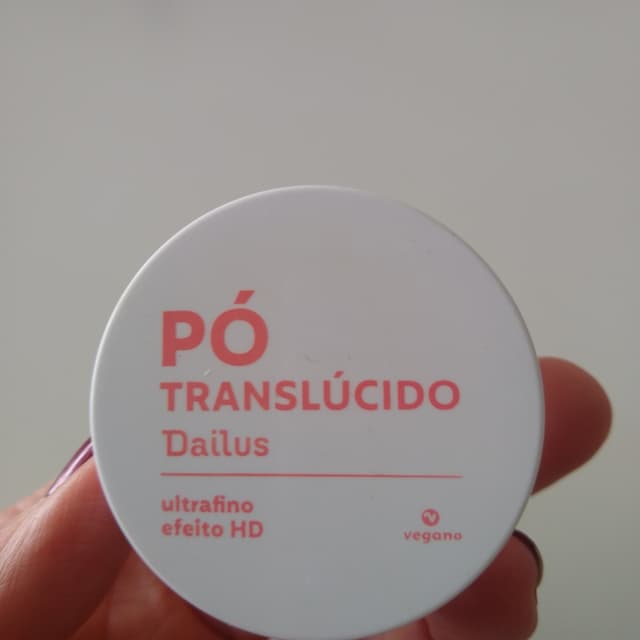 PÓ
TRANSLÚCIDO
Dailus
ultrafino
efeito HD
vegano